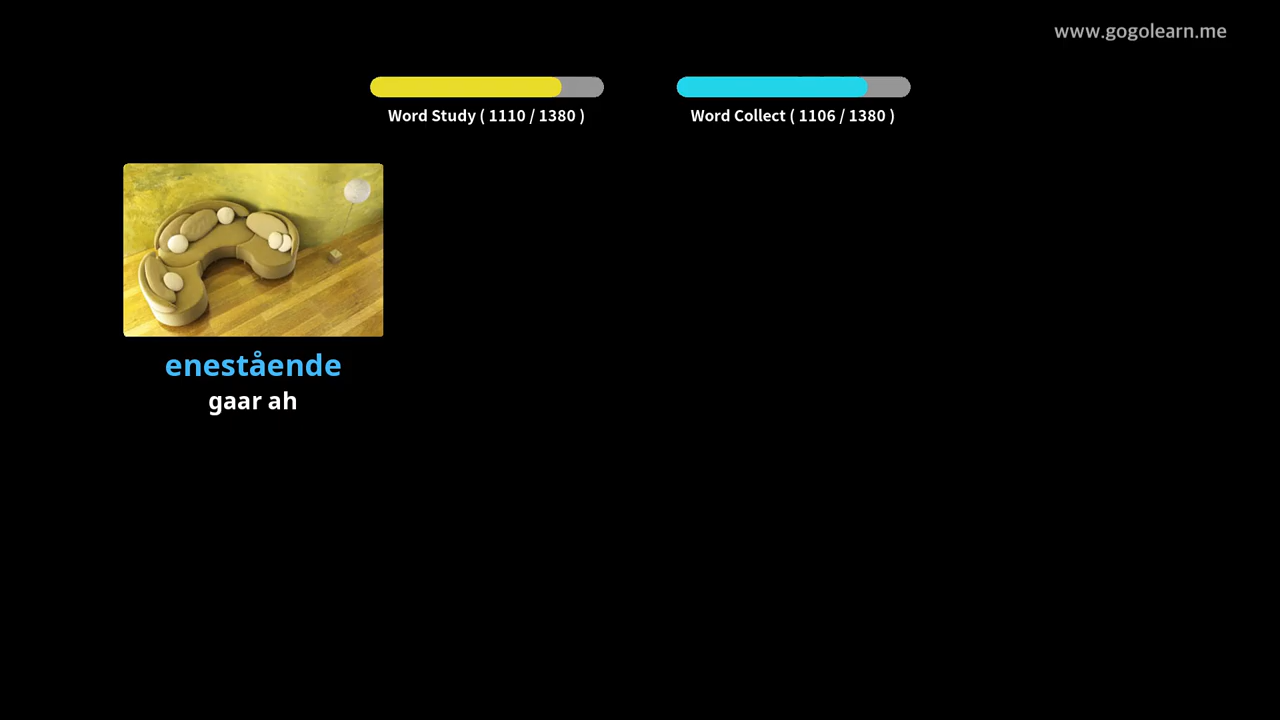 www.gogolearn.me
Word Study ( 1110 / 1380 )
Word Collect ( 1106 / 1380 )
enestående
gaar ah